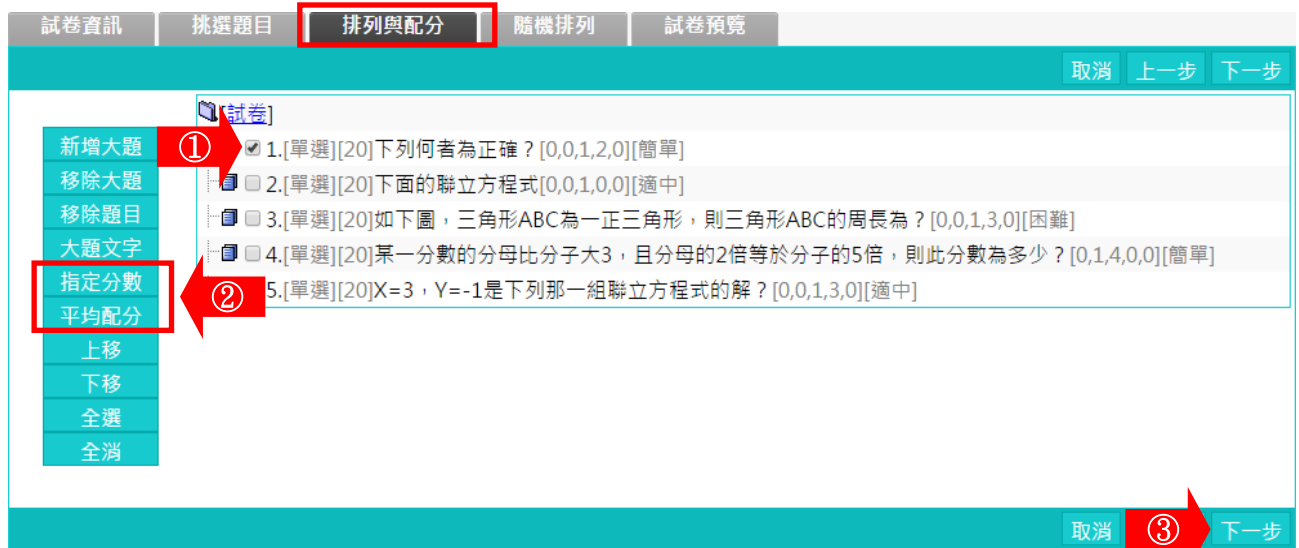 試卷資訊 挑選題目 排列與配分 隨機排列 試卷預覽
取消 上一步 下一步
[試卷]
新增大題
移除大題
移除題目
大題文字
指定分數
平均配分
上移
下移
全選
全消
① 1.[單選][20]下列何者為正確？[0,0,1,2,0][簡單]
2.[單選][20]下面的聯立方程式[0,0,1,0,0][適中]
3.[單選][20]如下圖，三角形ABC為一正三角形，則三角形ABC的周長為？[0,0,1,3,0][困難]
4.[單選][20]某一分數的分母比分子大3，且分母的2倍等於分子的5倍，則此分數為多少？[0,1,4,0,0][簡單]
② 5.[單選][20]X=3，Y=-1是下列那一組聯立方程式的解？[0,0,1,3,0][適中]
取消 ③ 下一步